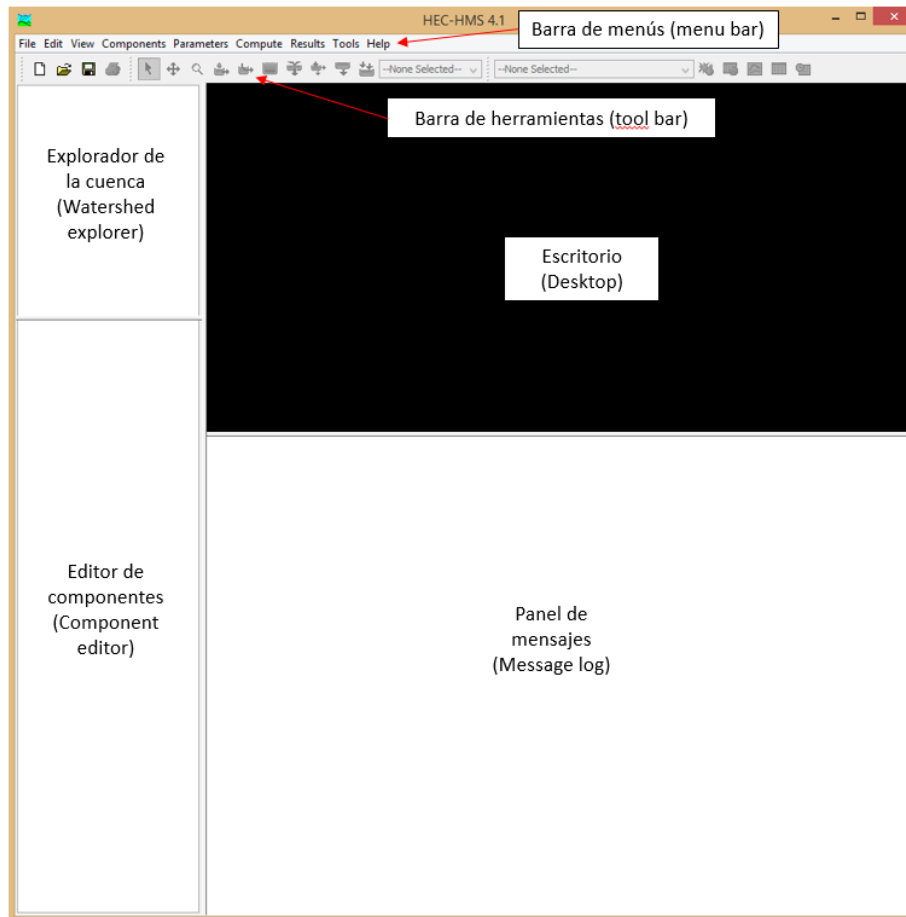 HEC-HMS 4.1
Barra de menús (menu bar)
File Edit View Components Parameters Compute Results Tools Help
--None Selected-- --None Selected--
Barra de herramientas (tool bar)
Explorador de
la cuenca
(Watershed
explorer)
Escritorio
(Desktop)
Editor de
componentes
(Component
editor)
Panel de
mensajes
(Message log)